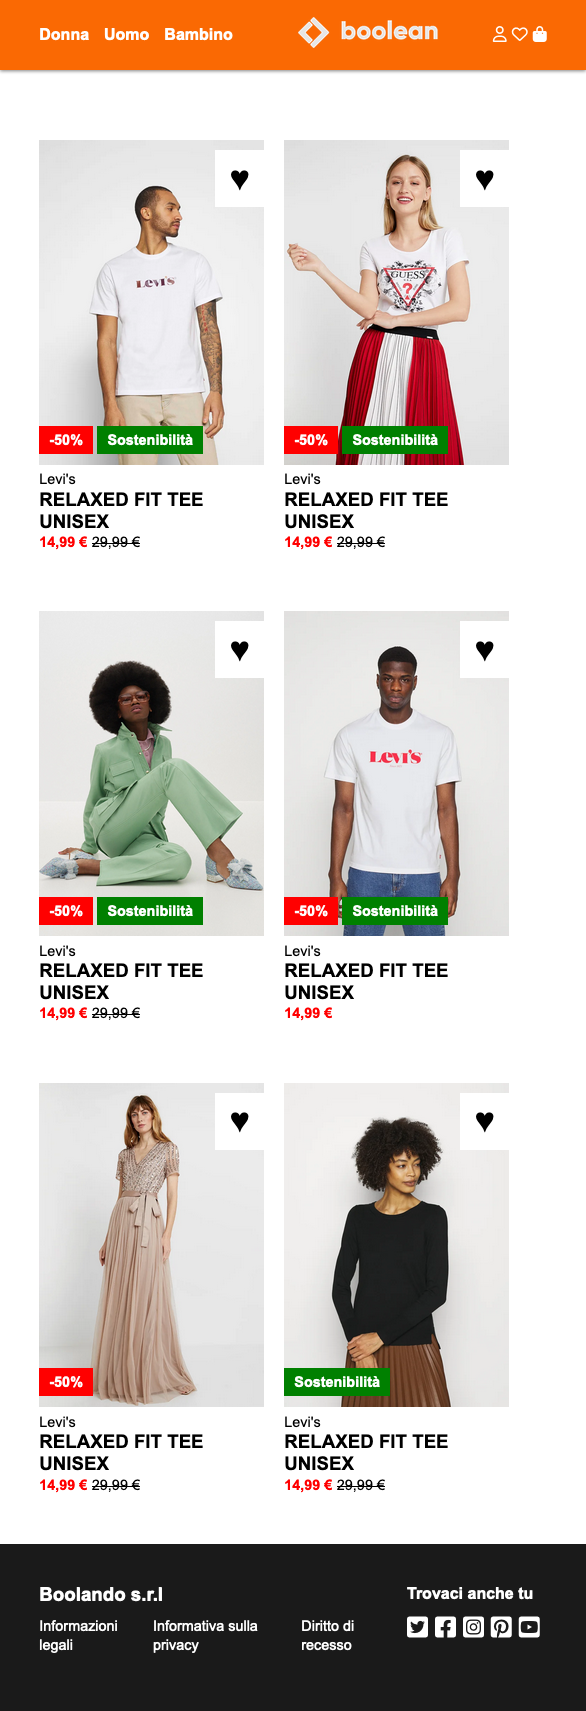 Donna Uomo Bambino boolean
Levi's
GUESS
?
-50% Sostenibilità
-50% Sostenibilità
Levi's
RELAXED FIT TEE
UNISEX
14,99 € 29,99 €
Levi's
RELAXED FIT TEE
UNISEX
14,99 € 29,99 €
Levi's
-50% Sostenibilità
-50% Sostenibilità
Levi's
RELAXED FIT TEE
UNISEX
14,99 € 29,99 €
Levi's
RELAXED FIT TEE
UNISEX
14,99 €
-50%
Sostenibilità
Levi's
RELAXED FIT TEE
UNISEX
14,99 € 29,99 €
Levi's
RELAXED FIT TEE
UNISEX
14,99 € 29,99 €
Boolando s.r.l
Informazioni
legali
Informativa sulla
privacy
Diritto di
recesso
Trovaci anche tu